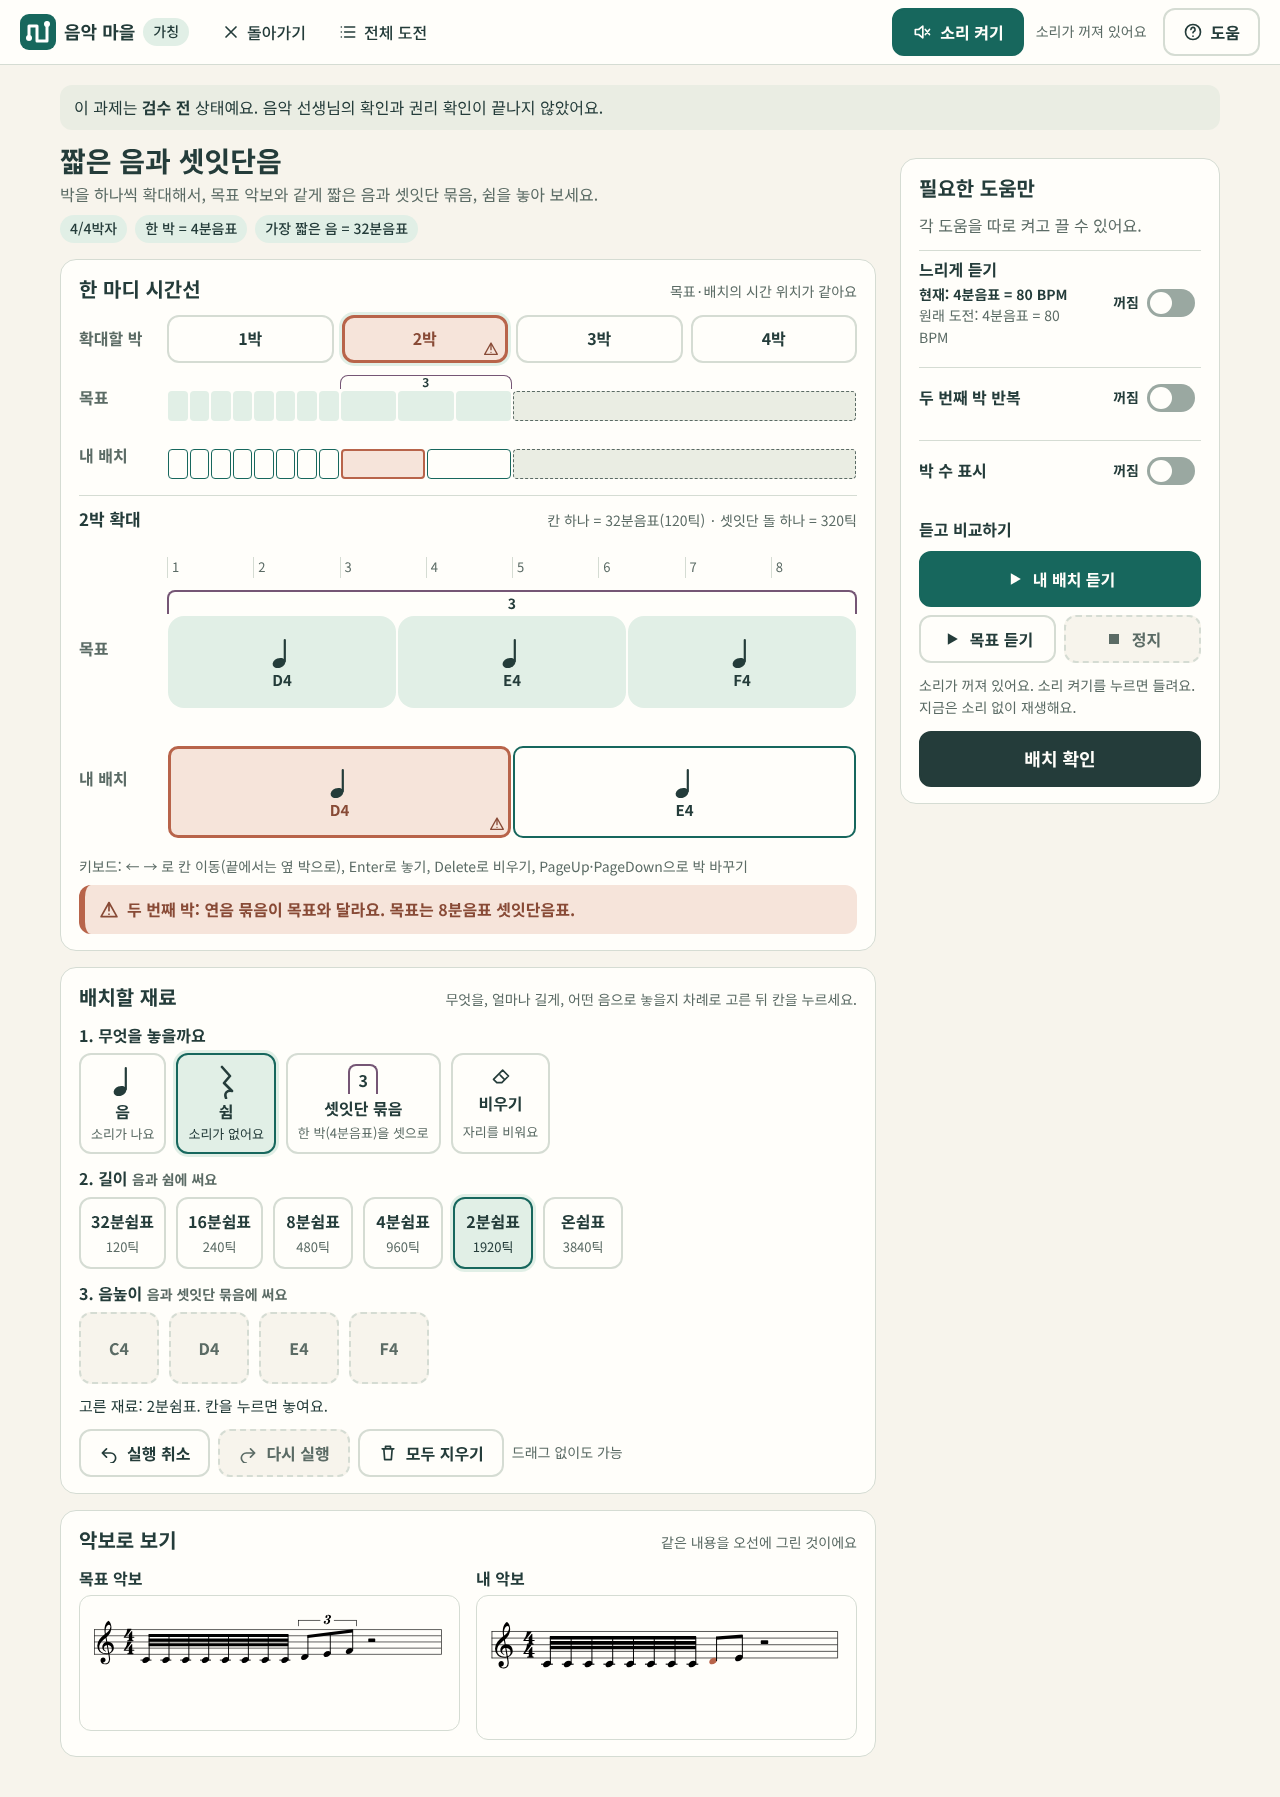 음악 마을 가칭 돌아가기 전체 도전 소리 켜기 소리가 꺼져 있어요 도움
이 과제는 검수 전 상태예요. 음악 선생님의 확인과 권리 확인이 끝나지 않았어요.
짧은 음과 셋잇단음
박을 하나씩 확대해서, 목표 악보와 같게 짧은 음과 셋잇단 묶음, 쉼을 놓아 보세요.
4/4박자 한 박 = 4분음표 가장 짧은 음 = 32분음표
한 마디 시간선 목표·배치의 시간 위치가 같아요
확대할 박 1박 2박 3박 4박
3
목표
내 배치
2박 확대 칸 하나 = 32분음표(120틱) · 셋잇단 돌 하나 = 320틱
1 2 3 4 5 6 7 8
3
목표
D4 E4 F4
내 배치
D4 E4
키보드: ← → 로 칸 이동(끝에서는 옆 박으로), Enter로 놓기, Delete로 비우기, PageUp·PageDown으로 박 바꾸기
두 번째 박: 연음 묶음이 목표와 달라요. 목표는 8분음표 셋잇단음표.
배치할 재료 무엇을, 얼마나 길게, 어떤 음으로 놓을지 차례로 고른 뒤 칸을 누르세요.
1. 무엇을 놓을까요
3
음 쉼 셋잇단 묶음 비우기
소리가 나요 소리가 없어요 한 박(4분음표)을 셋으로 자리를 비워요
2. 길이 음과 쉼에 써요
32분쉼표 16분쉼표 8분쉼표 4분쉼표 2분쉼표 온쉼표
120틱 240틱 480틱 960틱 1920틱 3840틱
3. 음높이 음과 셋잇단 묶음에 써요
C4 D4 E4 F4
고른 재료: 2분쉼표. 칸을 누르면 놓여요.
실행 취소 다시 실행 모두 지우기 드래그 없이도 가능
악보로 보기 같은 내용을 오선에 그린 것이에요
목표 악보 내 악보
3
4 4
4 4
필요한 도움만
각 도움을 따로 켜고 끌 수 있어요.
느리게 듣기
현재: 4분음표 = 80 BPM 꺼짐
원래 도전: 4분음표 = 80
BPM
두 번째 박 반복 꺼짐
박 수 표시 꺼짐
듣고 비교하기
내 배치 듣기
목표 듣기 정지
소리가 꺼져 있어요. 소리 켜기를 누르면 들려요.
지금은 소리 없이 재생해요.
배치 확인